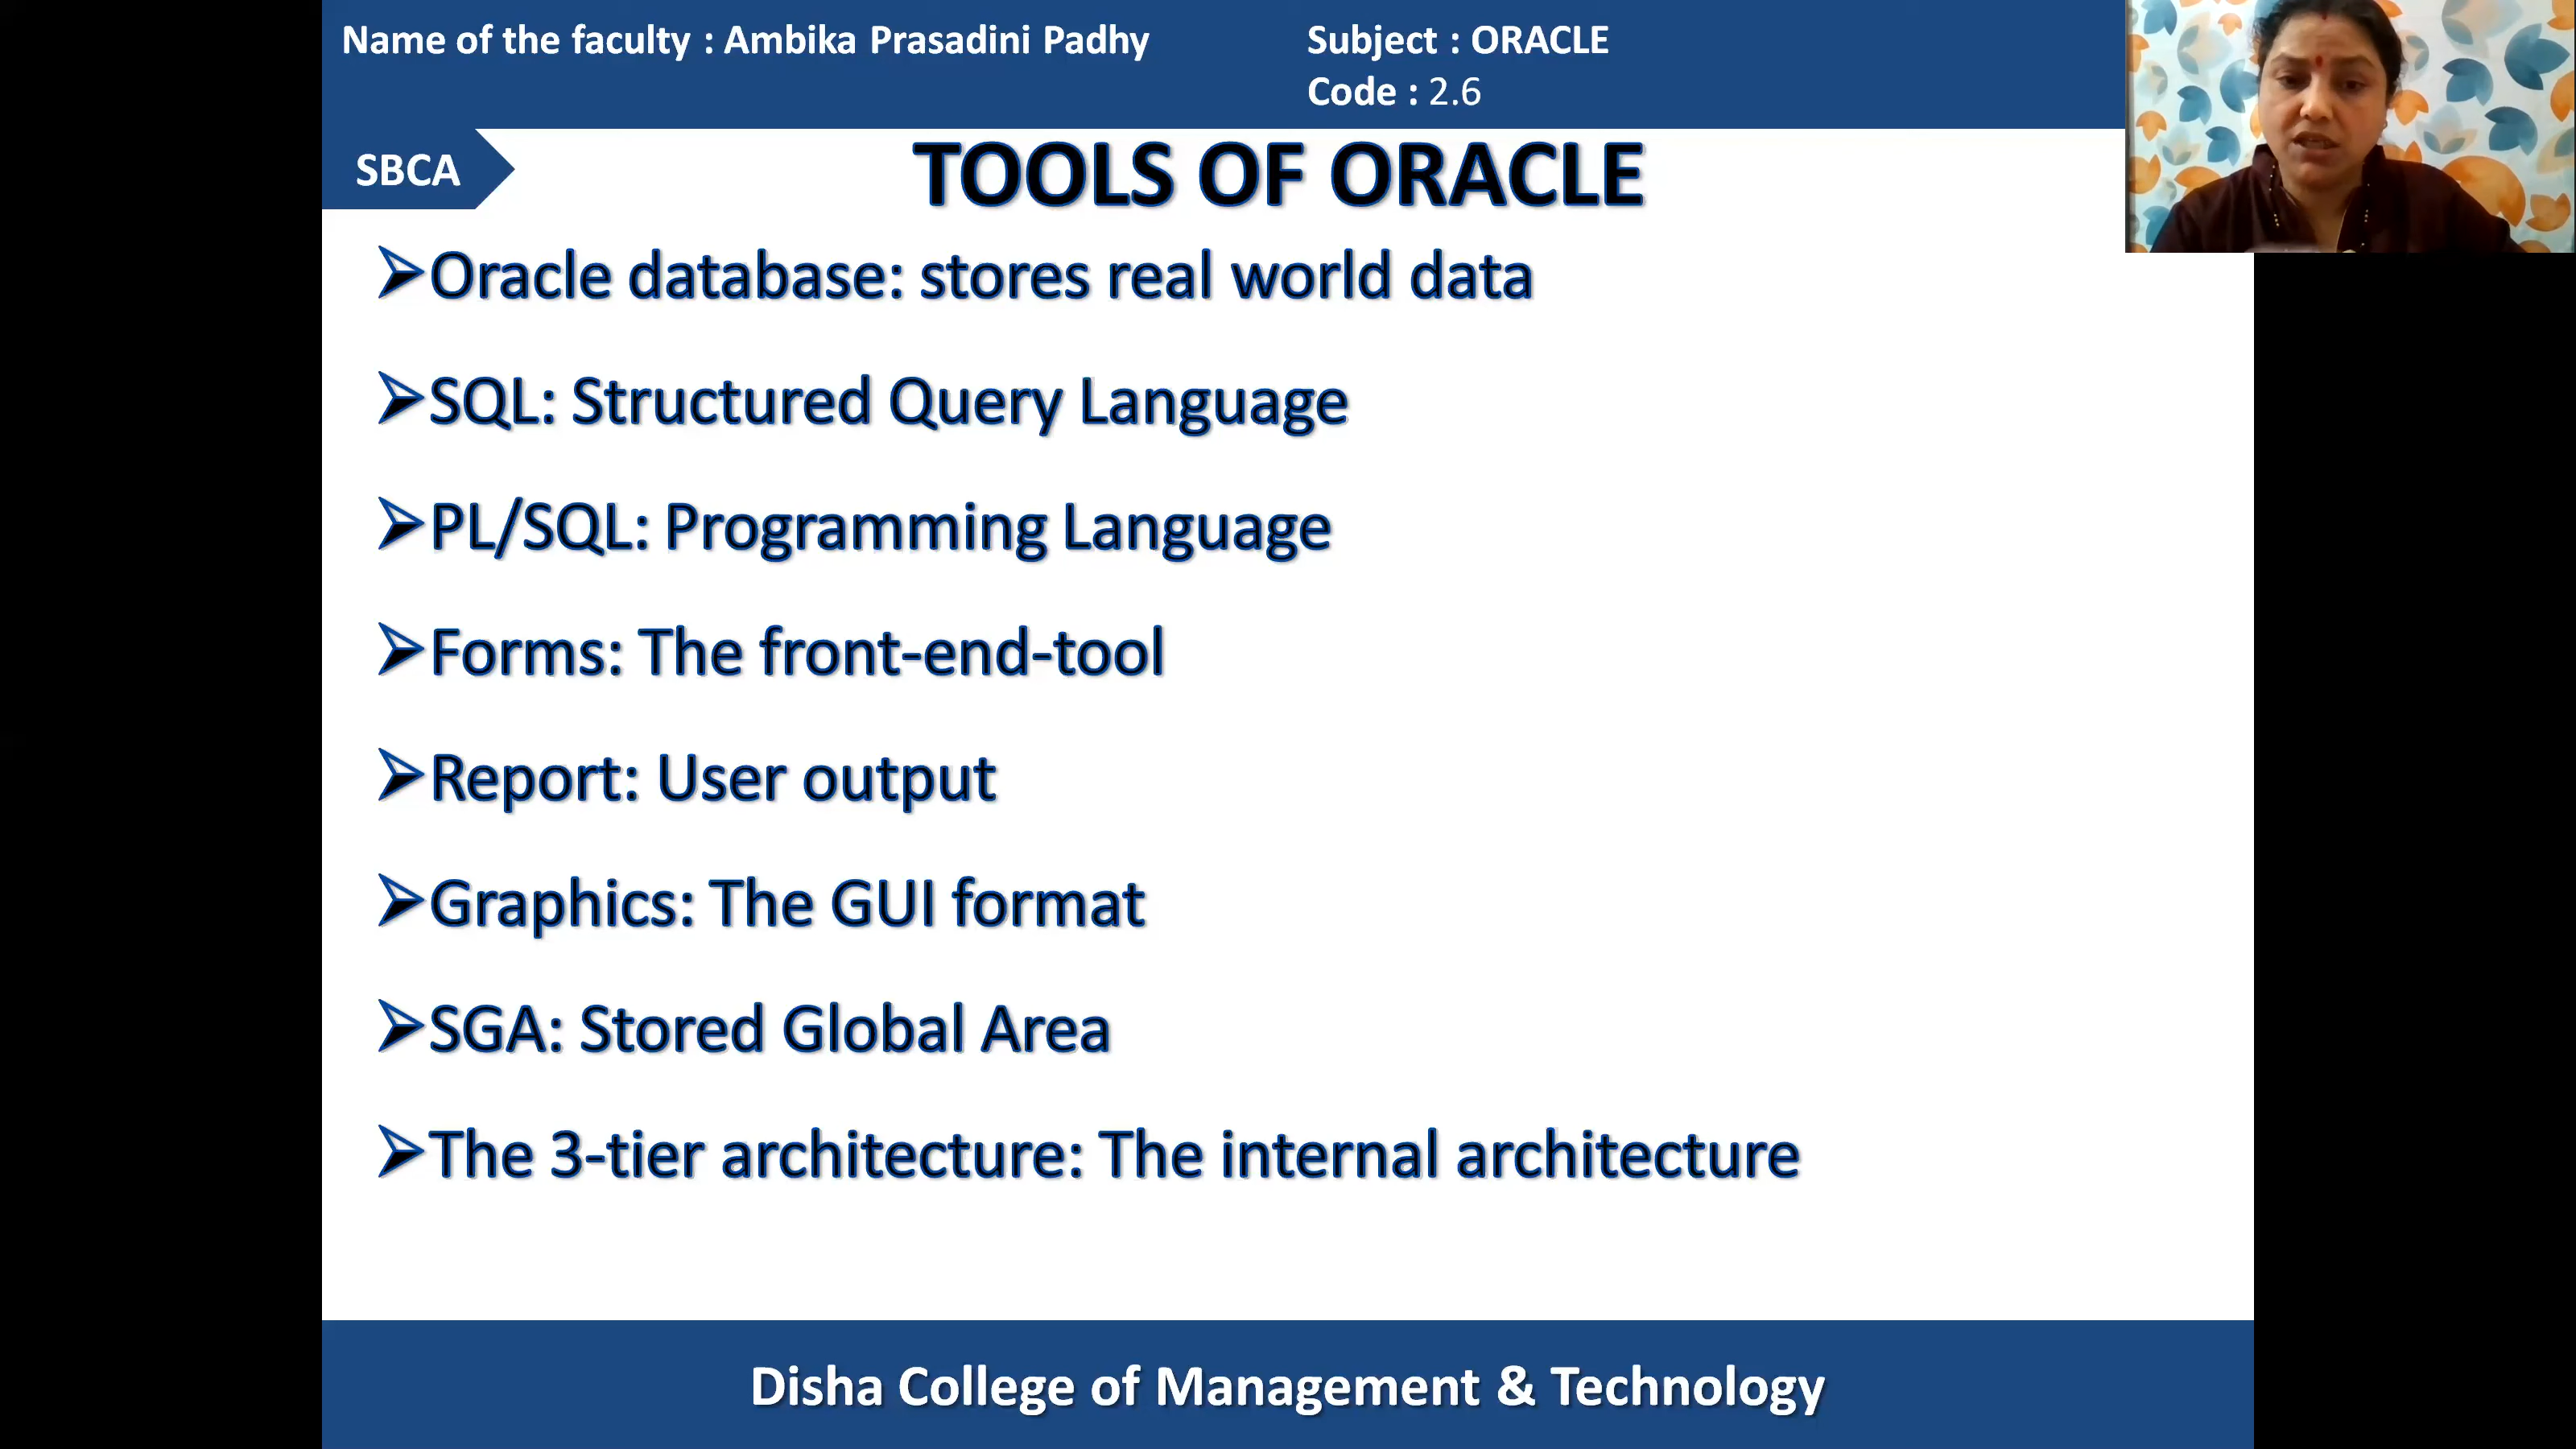 Name of the faculty : Ambika Prasadini Padhy
Subject : ORACLE
Code : 2.6
SBCA
TOOLS OF ORACLE
Oracle database: stores real world data
SQL: Structured Query Language
PL/SQL: Programming Language
Forms: The front-end-tool
Report: User output
Graphics: The GUI format
SGA: Stored Global Area
The 3-tier architecture: The internal architecture
Disha College of Management & Technology